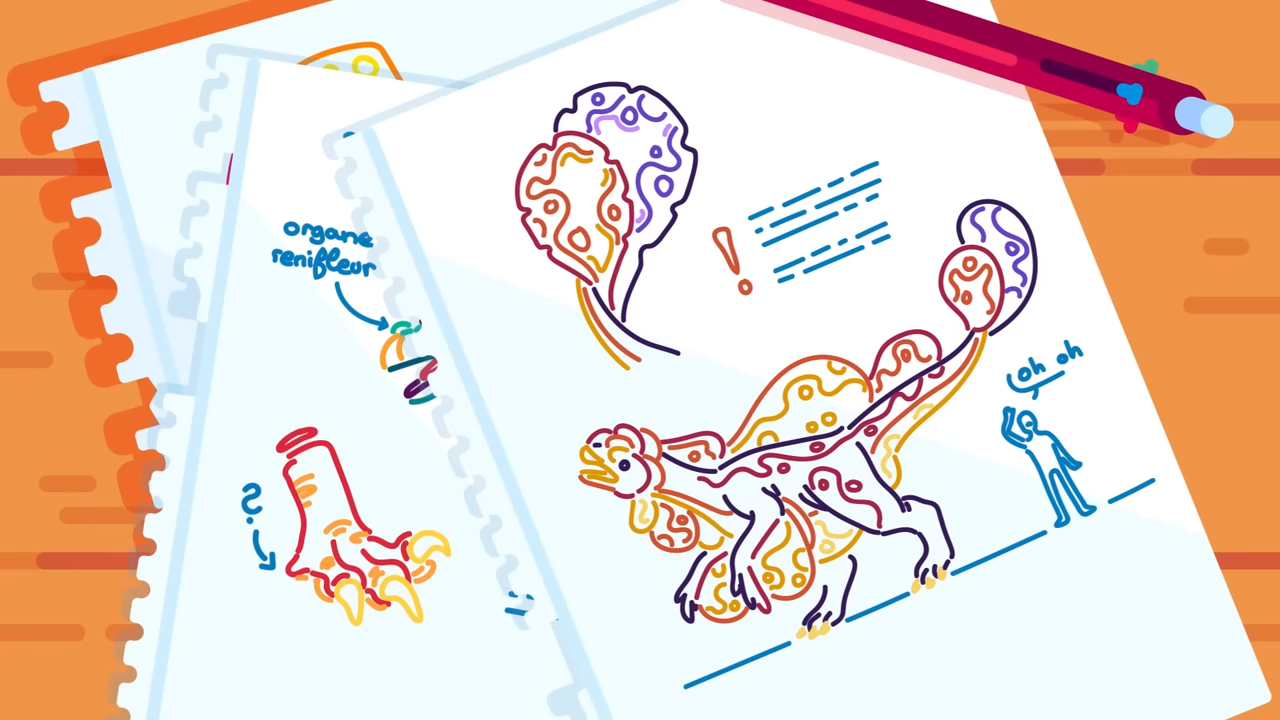 organe
renifleur
?
!
oh oh